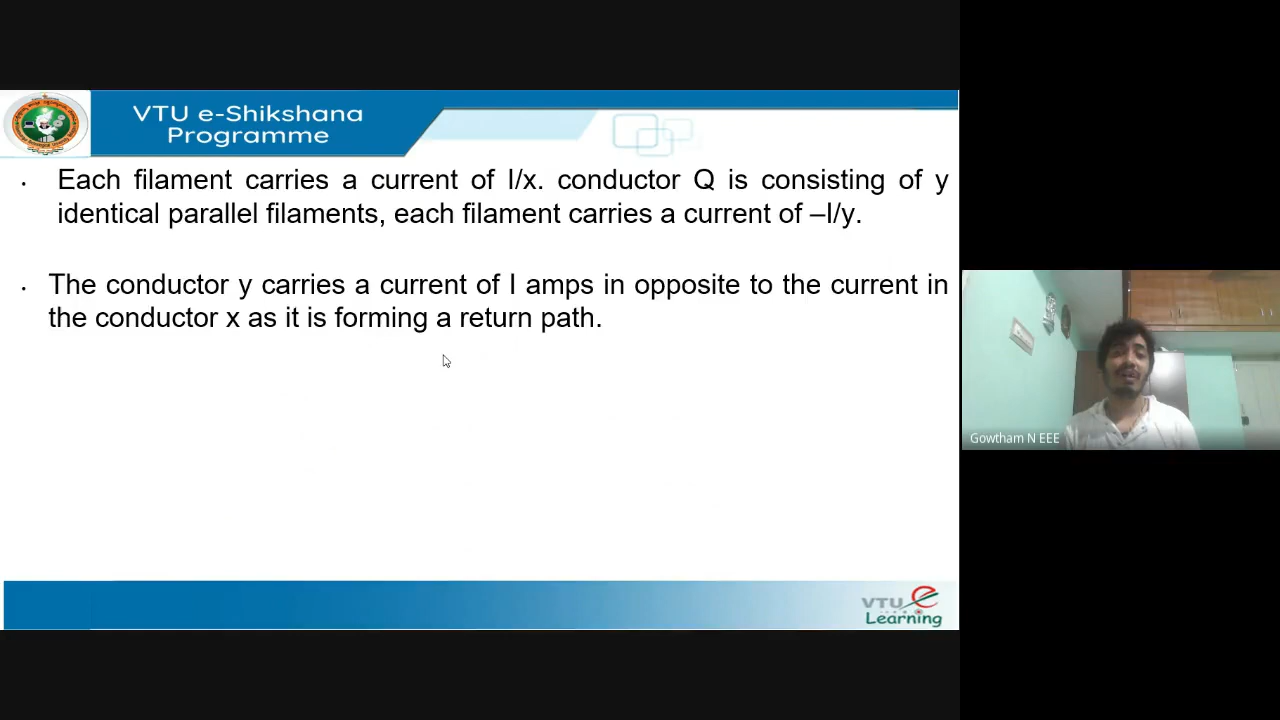 VTU e-Shikshana
Programme
• Each filament carries a current of I/x. conductor Q is consisting of y
identical parallel filaments, each filament carries a current of –I/y.
• The conductor y carries a current of I amps in opposite to the current in
the conductor x as it is forming a return path.
Gowtham N EEE
VTU e
Learning